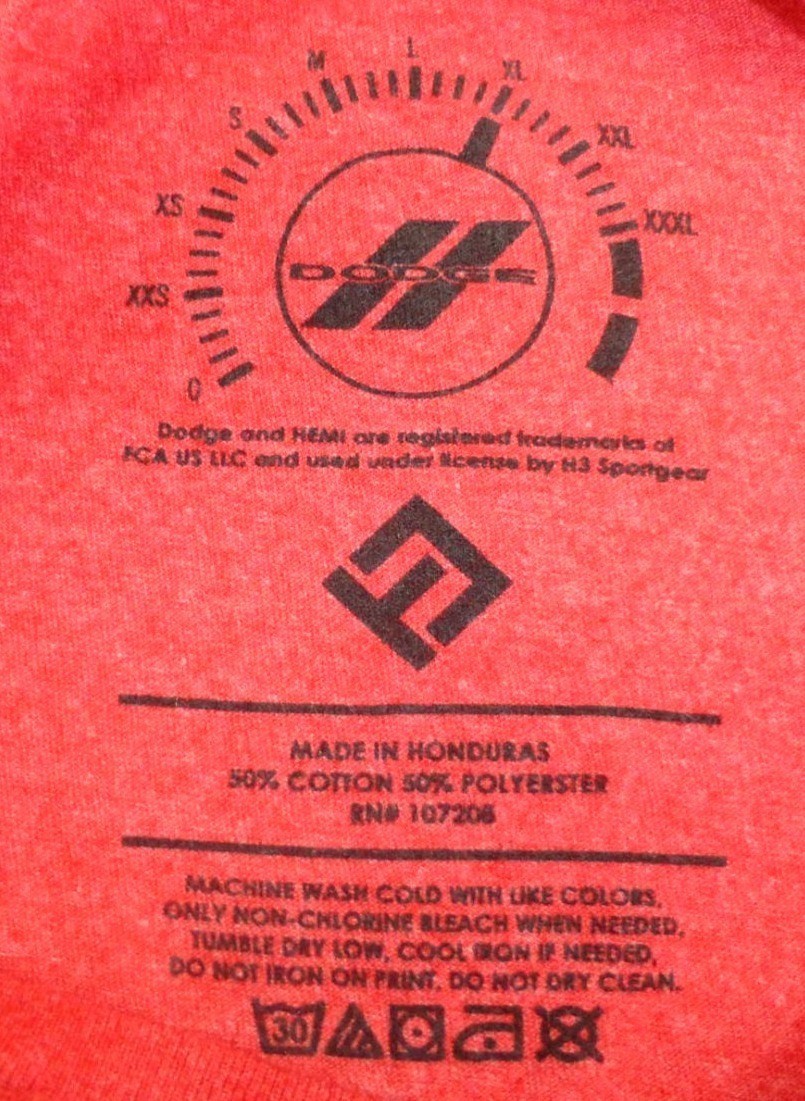 L
M
XL
S
XXL
XS
XXXL
XXS
0
DODGE
Dodge and HEMI are registered trademarks of
FCA US LLC and used under license by H3 Sportgear
MADE IN HONDURAS
50% COTTON 50% POLYERSTER
RN# 107208
MACHINE WASH COLD WITH LIKE COLORS,
ONLY NON-CHLORINE BLEACH WHEN NEEDED,
TUMBLE DRY LOW, COOL IRON IF NEEDED,
DO NOT IRON ON PRINT. DO NOT DRY CLEAN.
30